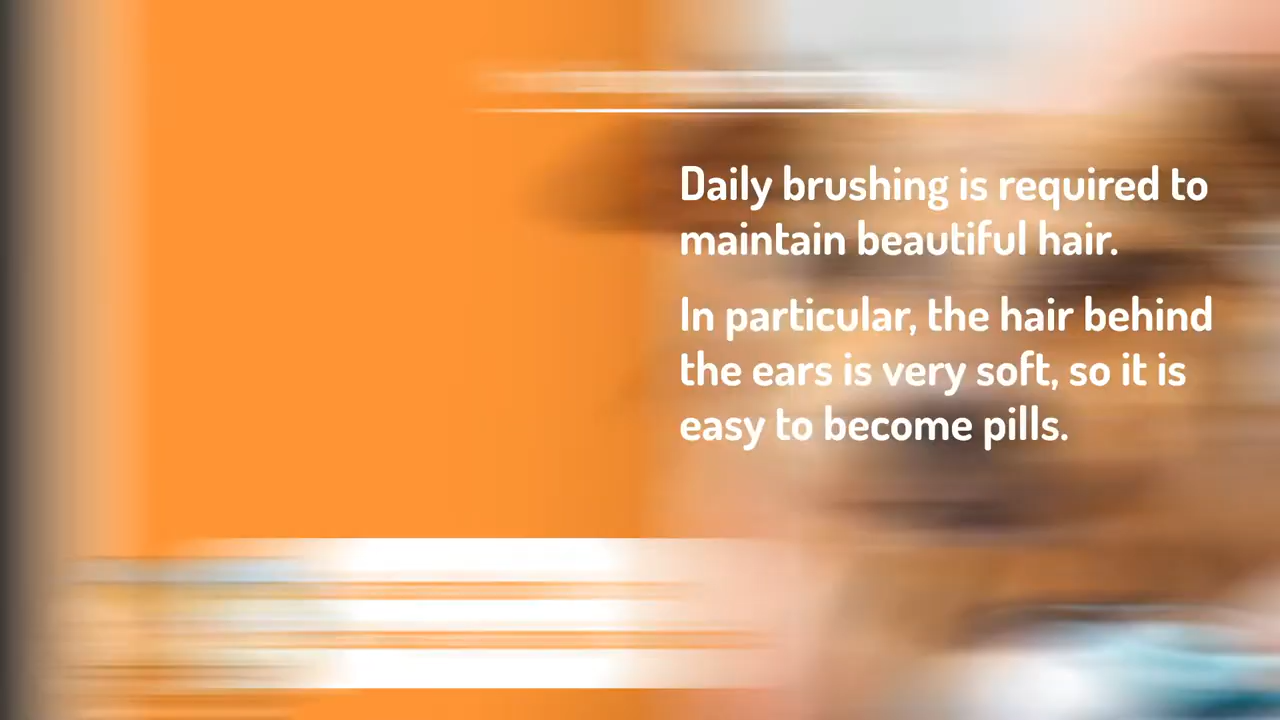 Daily brushing is required to
maintain beautiful hair.
In particular, the hair behind
the ears is very soft, so it is
easy to become pills.